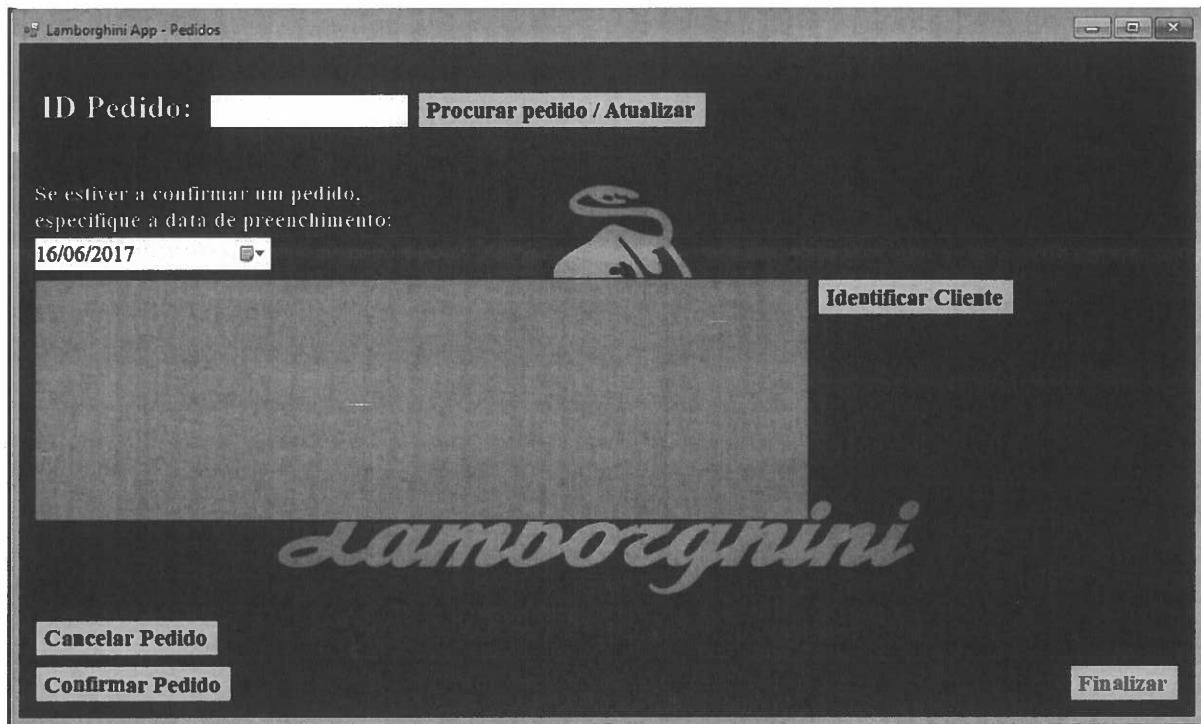 Lamborghini App - Pedidos
ID Pedido:
Procurar pedido / Atualizar
Se estiver a confirmar um pedido,
especifique a data de preenchimento:
16/06/2017
Identificar Cliente
Lamborghini
Cancelar Pedido
Confirmar Pedido
Finalizar